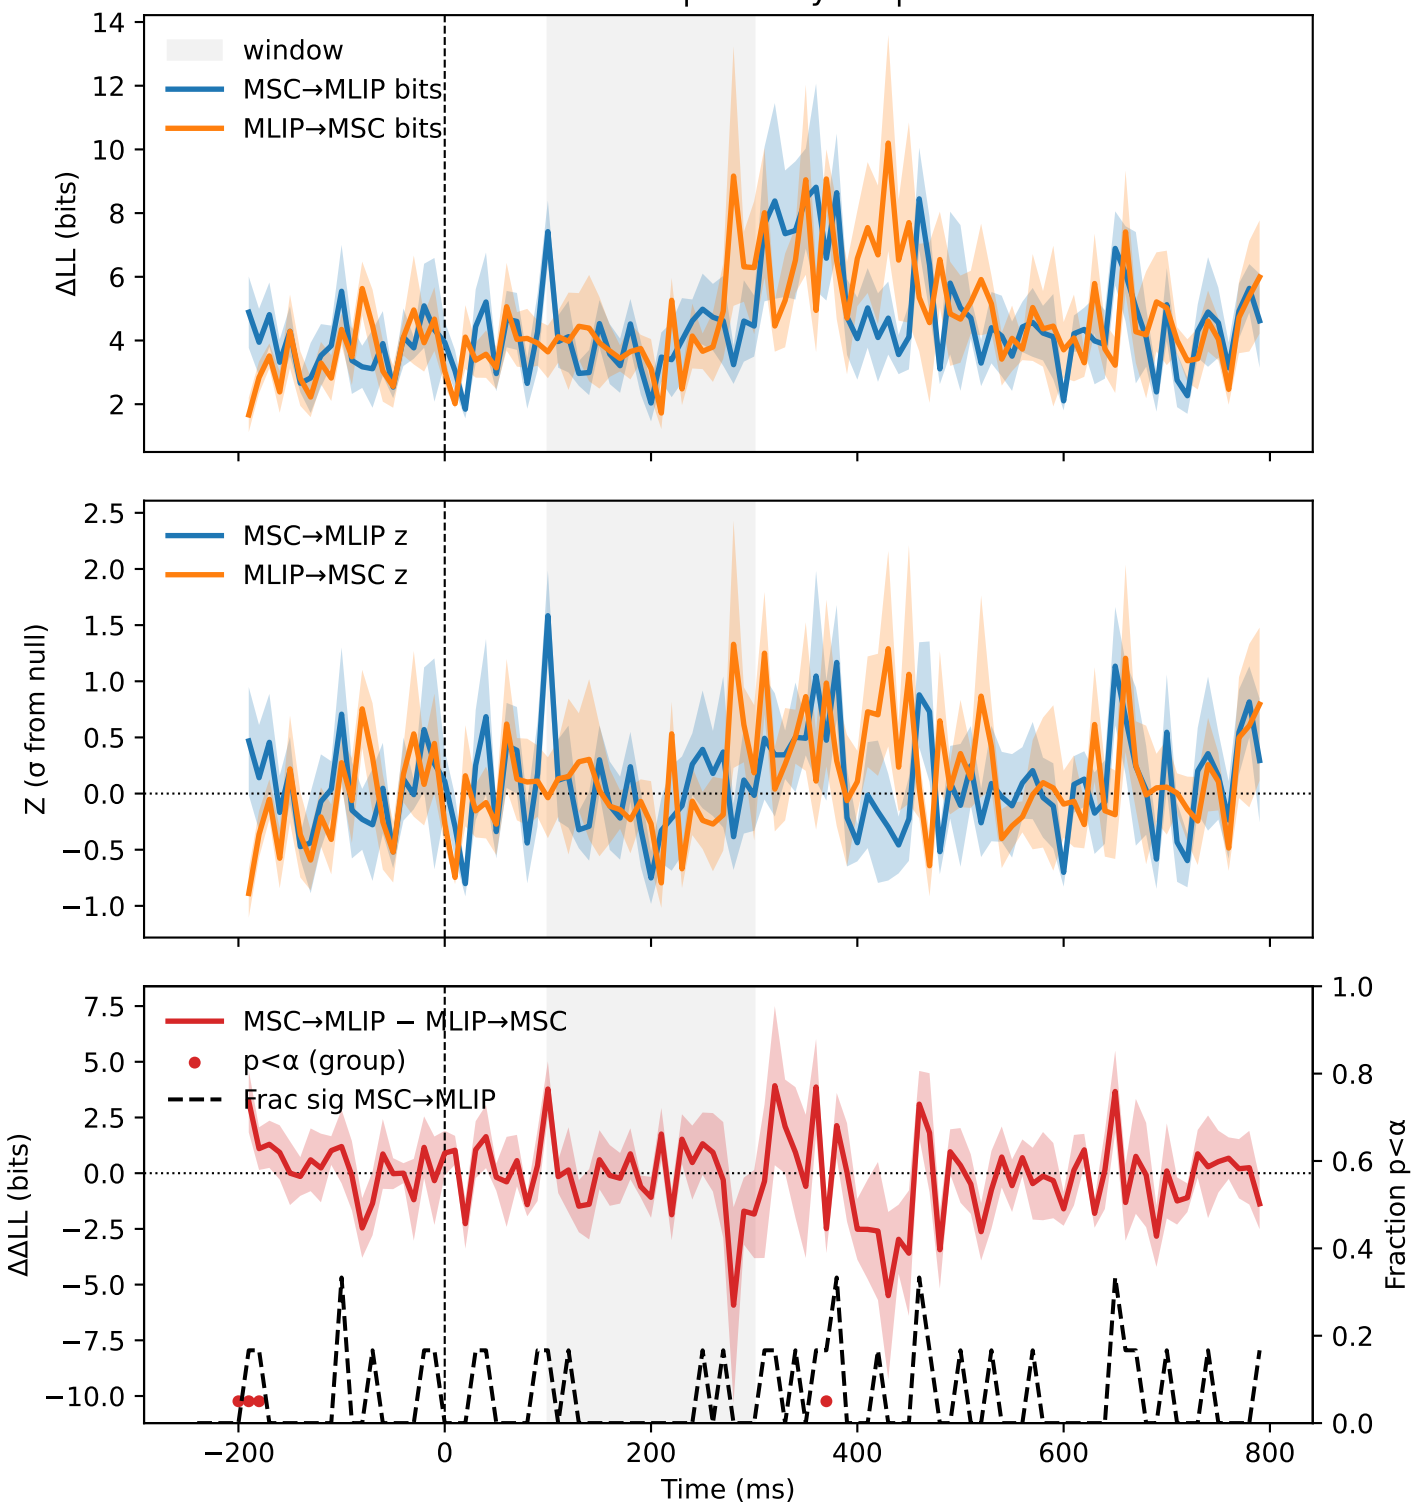 14
12
10
8
6
4
2
ΔLL (bits)
window
MSC→MLIP bits
MLIP→MSC bits
2.5
2.0
1.5
1.0
0.5
0.0
−0.5
−1.0
Z (σ from null)
MSC→MLIP z
MLIP→MSC z
7.5
5.0
2.5
0.0
−2.5
−5.0
−7.5
−10.0
ΔΔLL (bits)
MSC→MLIP − MLIP→MSC
p<α (group)
Frac sig MSC→MLIP
1.0
0.8
0.6
0.4
0.2
0.0
Fraction p<α
−200
0
200
400
600
800
Time (ms)